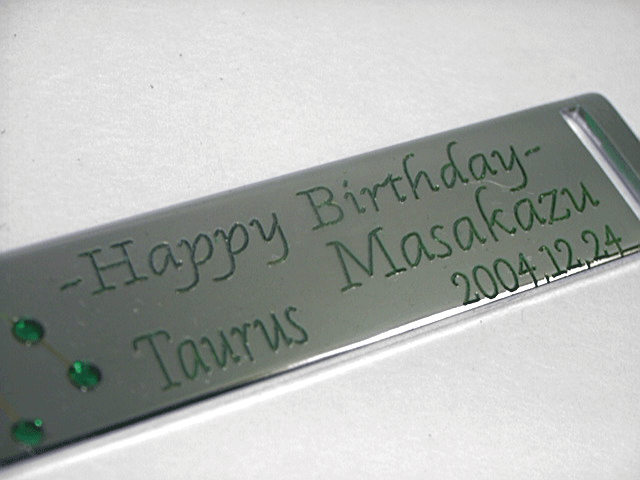 -Happy Birthday-
Masakazu
2004.12.24
Taurus